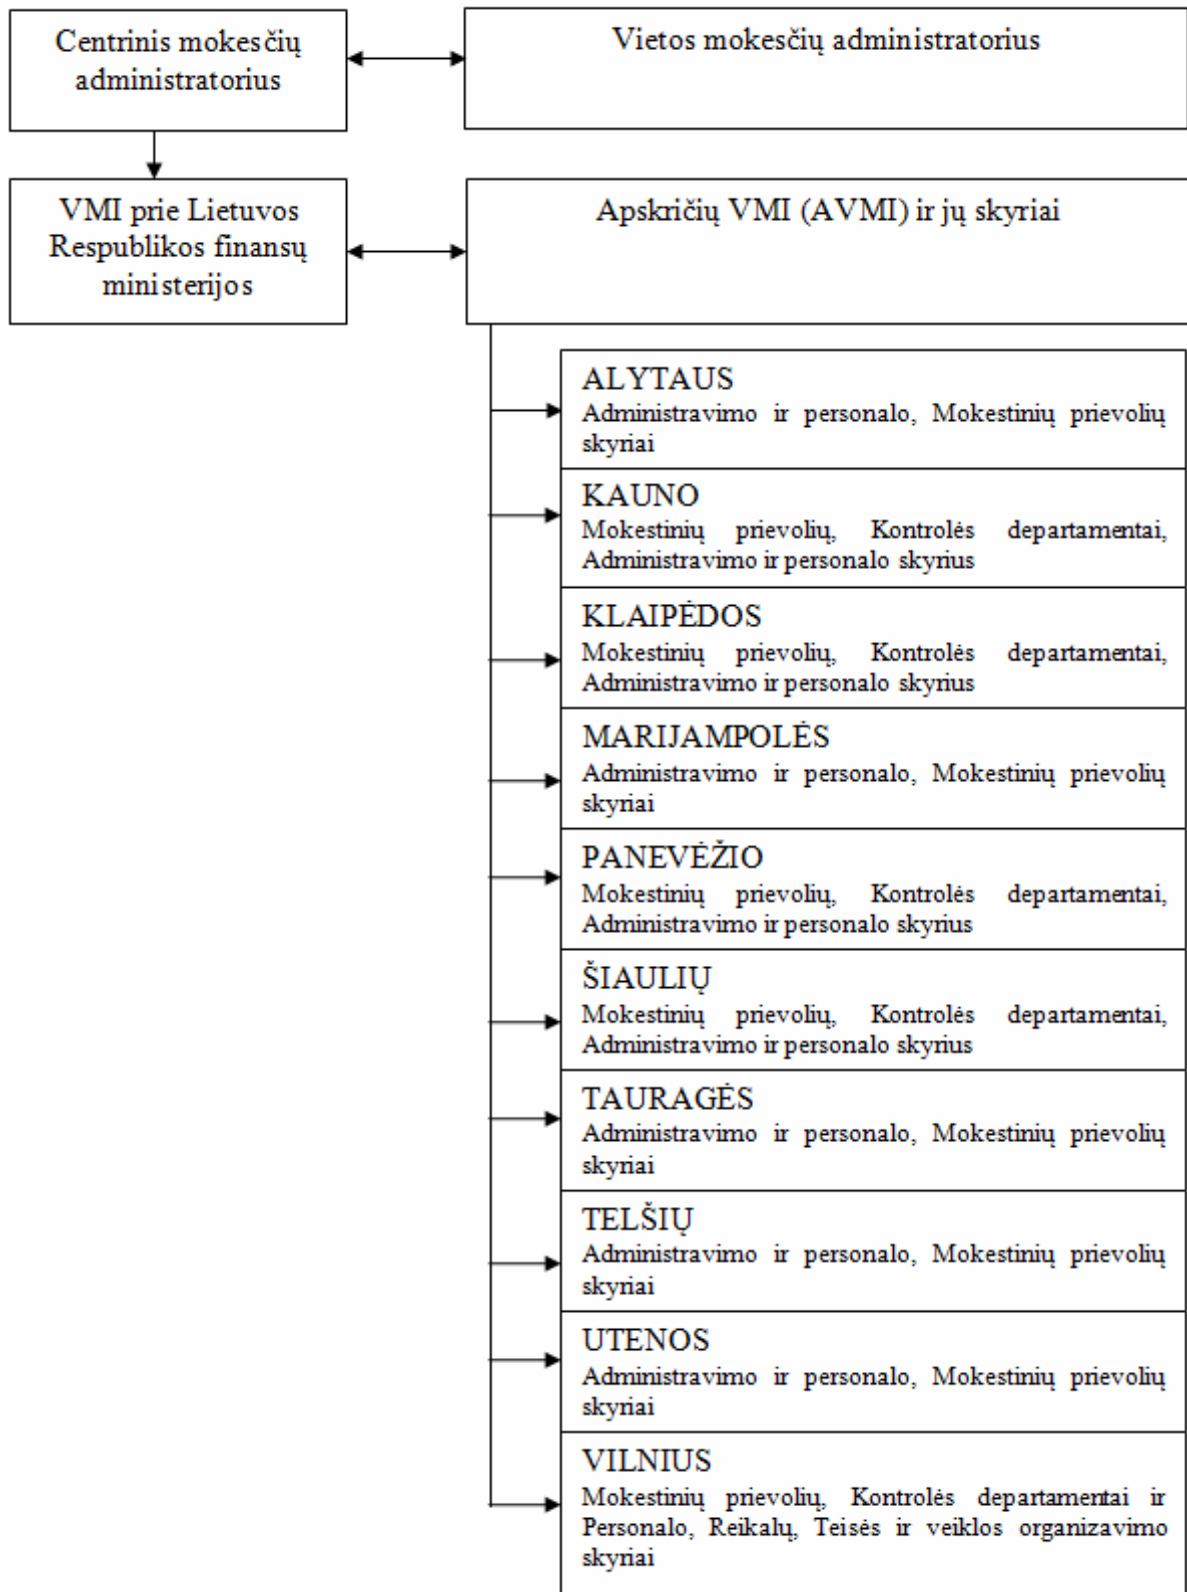 Centrinis mokesčių
administratorius
Vietos mokesčių administratorius
VMI prie Lietuvos
Respublikos finansų
ministerijos
Apskričių VMI (AVMI) ir jų skyriai
ALYTAUS
Administravimo ir personalo, Mokestinių prievolių
skyriai
KAUNO
Mokestinių prievolių, Kontrolės departamentai,
Administravimo ir personalo skyrius
KLAIPĖDOS
Mokestinių prievolių, Kontrolės departamentai,
Administravimo ir personalo skyrius
MARIJAMPOLĖS
Administravimo ir personalo, Mokestinių prievolių
skyriai
PANEVĖŽIO
Mokestinių prievolių, Kontrolės departamentai,
Administravimo ir personalo skyrius
ŠIAULIŲ
Mokestinių prievolių, Kontrolės departamentai,
Administravimo ir personalo skyrius
TAURAGĖS
Administravimo ir personalo, Mokestinių prievolių
skyriai
TELŠIŲ
Administravimo ir personalo, Mokestinių prievolių
skyriai
UTENOS
Administravimo ir personalo, Mokestinių prievolių
skyriai
VILNIUS
Mokestinių prievolių, Kontrolės departamentai ir
Personalo, Reikalų, Teisės ir veiklos organizavimo
skyriai